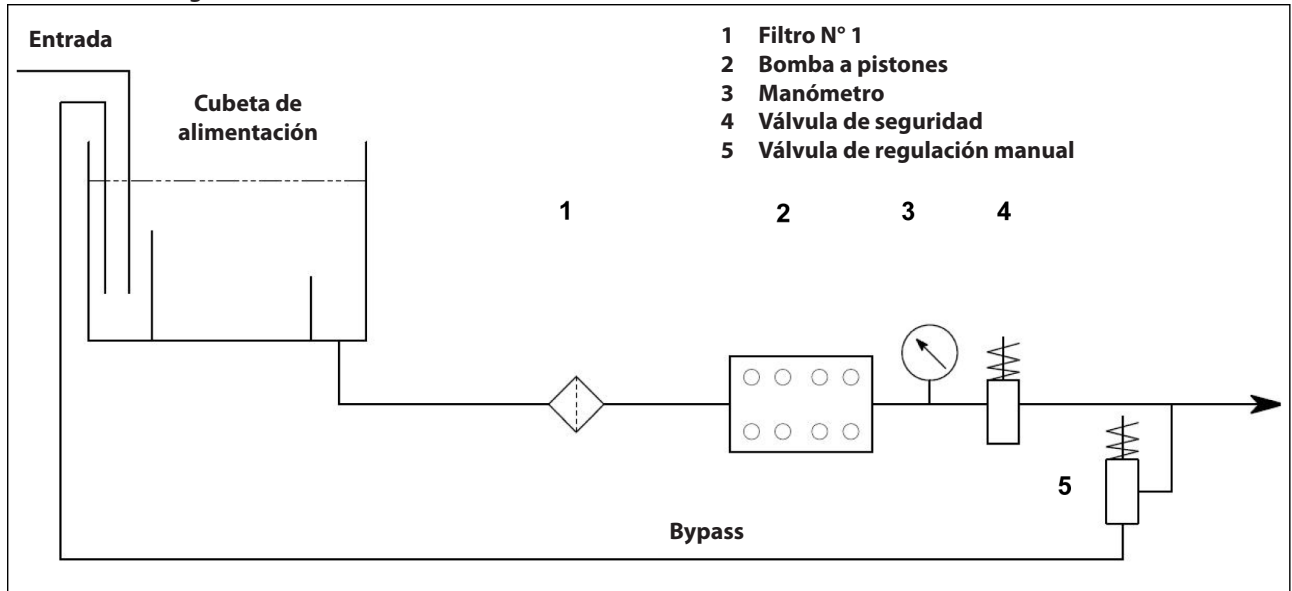 Entrada
Cubeta de
alimentación
1 Filtro N° 1
2 Bomba a pistones
3 Manómetro
4 Válvula de seguridad
5 Válvula de regulación manual
1
2
3
4
5
Bypass